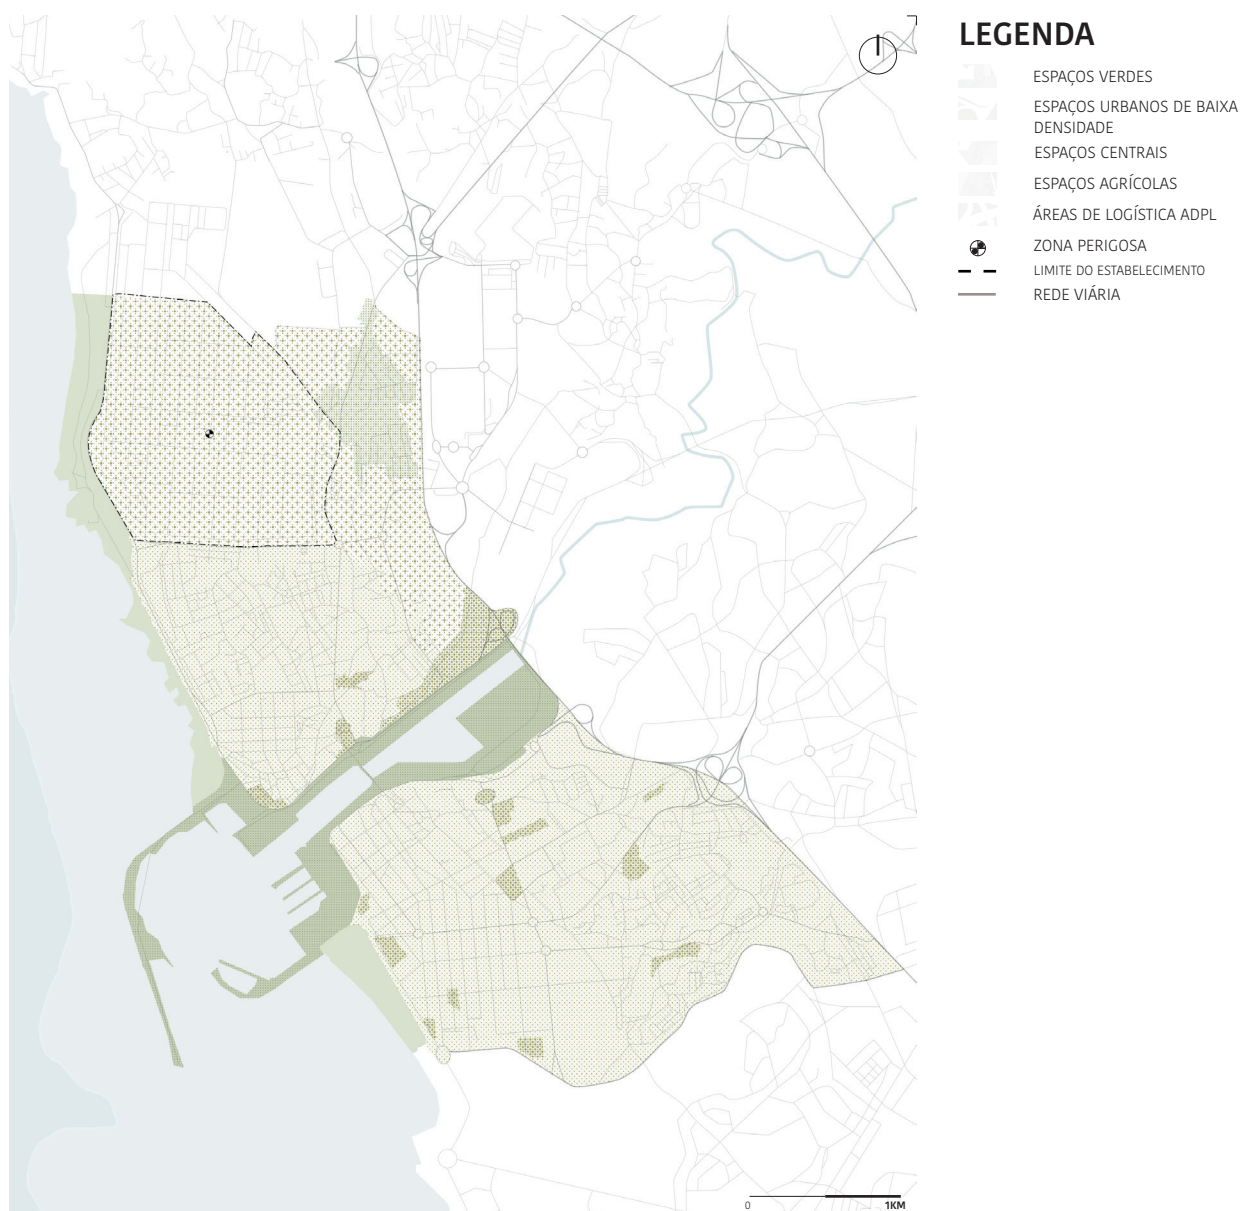 LEGENDA
ESPAÇOS VERDES
ESPAÇOS URBANOS DE BAIXA
DENSIDADE
ESPAÇOS CENTRAIS
ESPAÇOS AGRÍCOLAS
ÁREAS DE LOGÍSTICA ADPL
ZONA PERIGOSA
LIMITE DO ESTABELECIMENTO
REDE VIÁRIA
0 1KM